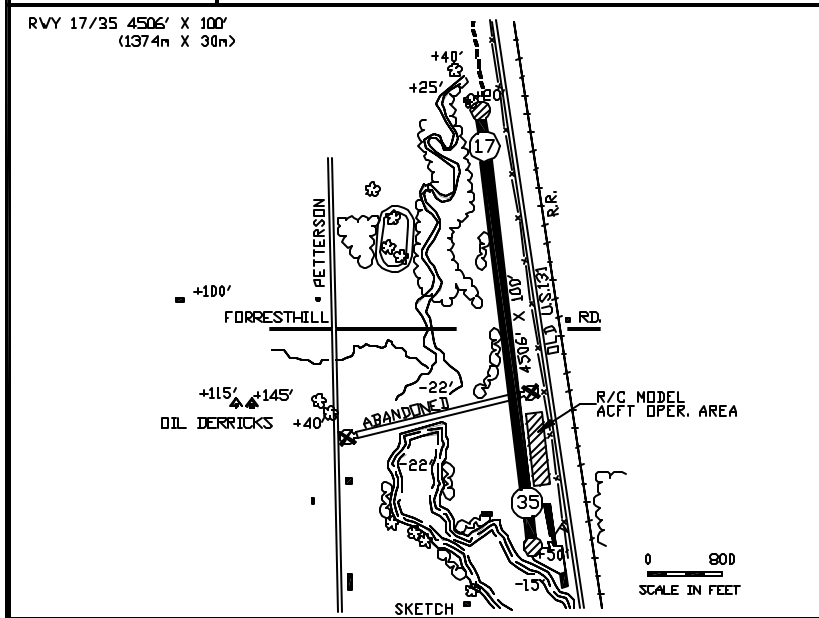 RWY 17/35 4506' X 100'
(1374m X 30m)
+40'
+25'
+20'
17
R.R.
PETTERSON
+100'
4506' X 100'
OLD U.S.131
FORRESTHILL
RD.
-22'
+115'
+145'
R/C MODEL
ACFT OPER. AREA
ABANDONED
OIL DERRICKS
+40'
-22'
35
+50'
-15'
0 800
SCALE IN FEET
SKETCH